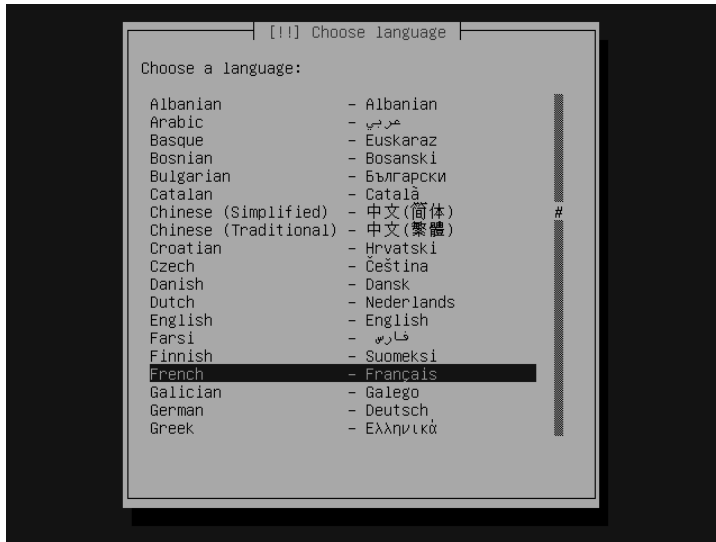 [!!] Choose language
Choose a language:
Albanian - Albanian
Arabic - عربي
Basque - Euskaraz
Bosnian - Bosanski
Bulgarian - Български
Catalan - Català
Chinese (Simplified) - 中文(简体)
Chinese (Traditional) - 中文(繁體)
Croatian - Hrvatski
Czech - Čeština
Danish - Dansk
Dutch - Nederlands
English - English
Farsi - فارس
Finnish - Suomeksi
French - Français
Galician - Galego
German - Deutsch
Greek - Ελληνικά
#